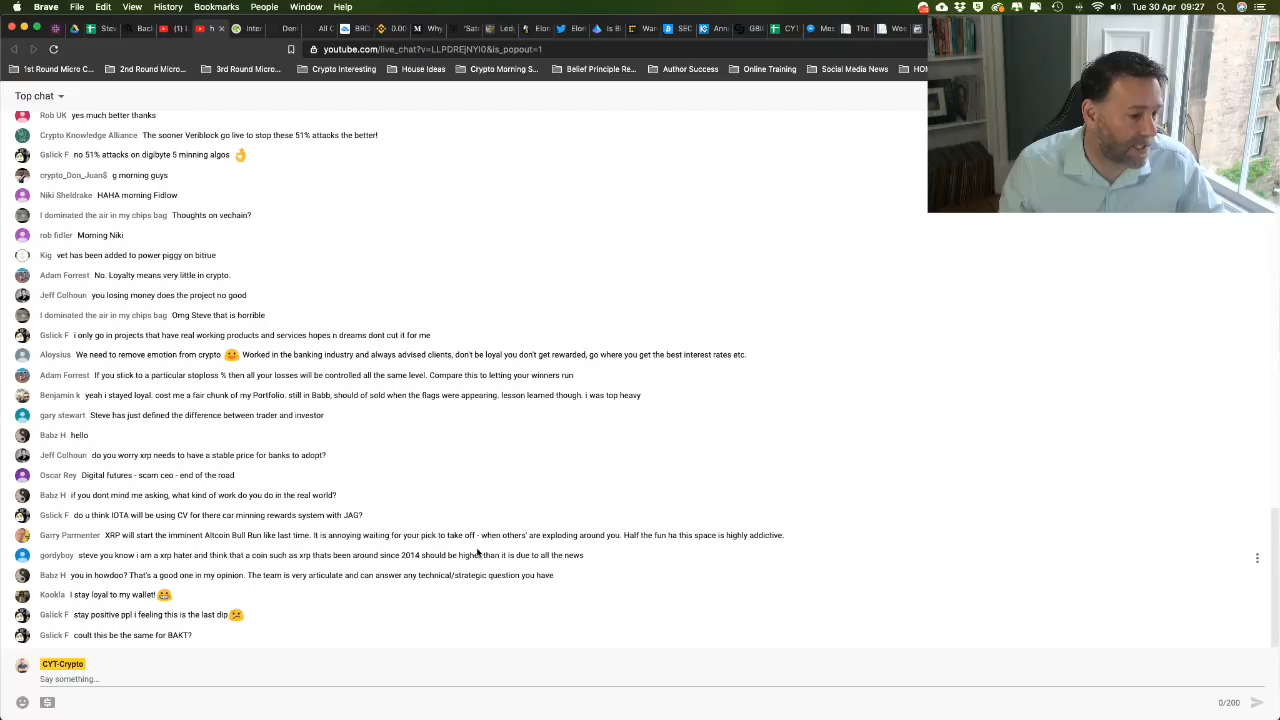 Brave File Edit View History Bookmarks People Window Help
Tue 30 Apr 09:27
youtube.com/live_chat?v=LLPDREjNYI0&is_popout=1
1st Round Micro C... 2nd Round Micro... 3rd Round Micro... Crypto Interesting House Ideas Crypto Morning S... Belief Principle Re... Author Success Online Training Social Media News
Top chat
Rob UK yes much better thanks
Crypto Knowledge Alliance The sooner Veriblock go live to stop these 51% attacks the better!
Gslick F no 51% attacks on digibyte 5 minning algos 👌
crypto_Don_Juan$ g morning guys
Niki Sheldrake HAHA morning Fidlow
I dominated the air in my chips bag Thoughts on vechain?
rob fidler Morning Niki
Kig vet has been added to power piggy on bitrue
Adam Forrest No. Loyalty means very little in crypto.
Jeff Colhoun you losing money does the project no good
I dominated the air in my chips bag Omg Steve that is horrible
Gslick F i only go in projects that have real working products and services hopes n dreams dont cut it for me
Aloysius We need to remove emotion from crypto Worked in the banking industry and always advised clients, don't be loyal you don't get rewarded, go where you get the best interest rates etc.
Adam Forrest If you stick to a particular stoploss % then all your losses will be controlled all the same level. Compare this to letting your winners run
Benjamin k yeah i stayed loyal. cost me a fair chunk of my Portfolio. still in Babb, should of sold when the flags were appearing. lesson learned though. i was top heavy
gary stewart Steve has just defined the difference between trader and investor
Babz H hello
Jeff Colhoun do you worry xrp needs to have a stable price for banks to adopt?
Oscar Rey Digital futures - scam ceo - end of the road
Babz H if you dont mind me asking, what kind of work do you do in the real world?
Gslick F do u think IOTA will be using CV for there car minning rewards system with JAG?
Garry Parmenter XRP will start the imminent Altcoin Bull Run like last time. It is annoying waiting for your pick to take off - when others' are exploding around you. Half the fun ha this space is highly addictive.
gordyboy steve you know i am a xrp hater and think that a coin such as xrp thats been around since 2014 should be higher than it is due to all the news
Babz H you in howdoo? That's a good one in my opinion. The team is very articulate and can answer any technical/strategic question you have
Kookla I stay loyal to my wallet!
Gslick F stay positive ppl i feeling this is the last dip
Gslick F coult this be the same for BAKT?
CYT-Crypto
Say something...
0/200